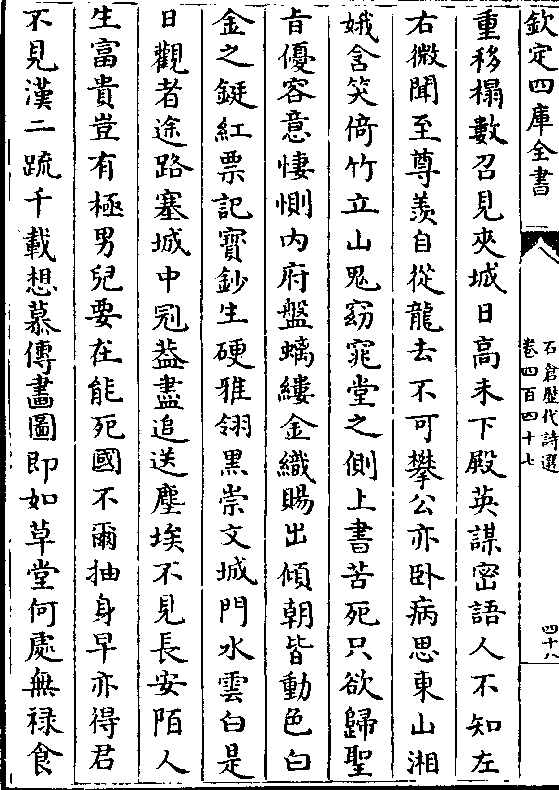 欽定四庫全書
石倉歴代詩選
卷四百四十七
四十八
重移榻數召見夾城日高未下殿英謀密語人不知左
右微聞至尊羨自從龍去不可攀公亦卧病思東山湘
娥含笑倚竹立山鬼窈窕堂之側上書苦死只欲歸聖
㫖優容意悽惻内府盤螭縷金織賜出傾朝皆動色白
金之鋌紅票記寳鈔生硬雅翎黒崇文城門水雲白是
日觀者途路塞城中冠葢盡追送塵埃不見長安陌人
生富貴豈有極男兒要在能死國不爾抽身早亦得君
不見漢二疏千載想慕傳畫圖即如草堂何處無禄食